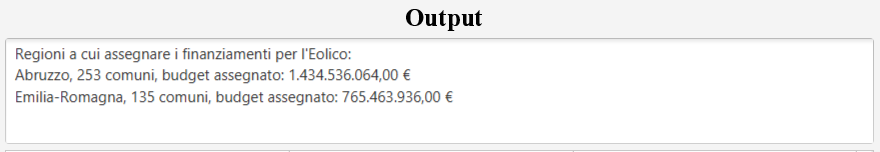 Output
Regioni a cui assegnare i finanziamenti per l'Eolico:
Abruzzo, 253 comuni, budget assegnato: 1.434.536.064,00 €
Emilia-Romagna, 135 comuni, budget assegnato: 765.463.936,00 €